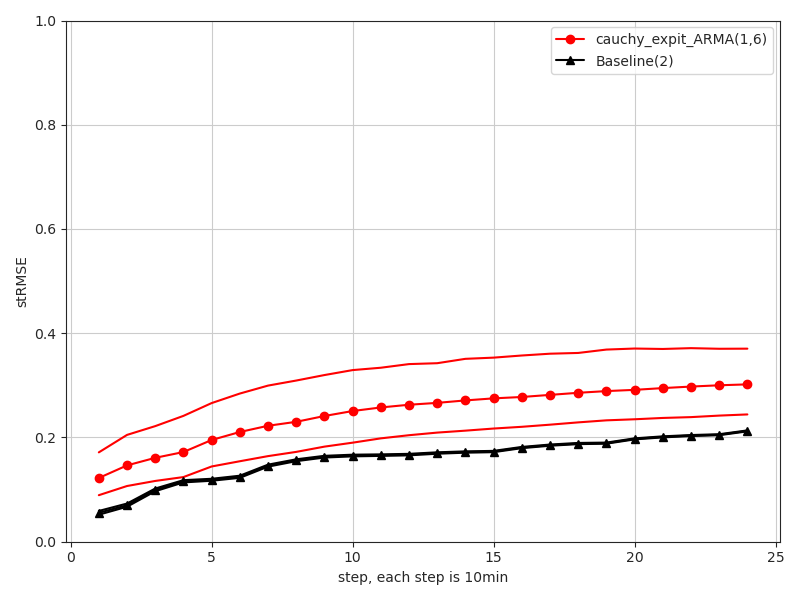 1.0
0.8
0.6
0.4
0.2
0.0
stRMSE
cauchy_expit_ARMA(1,6)
Baseline(2)
0 5 10 15 20 25
step, each step is 10min